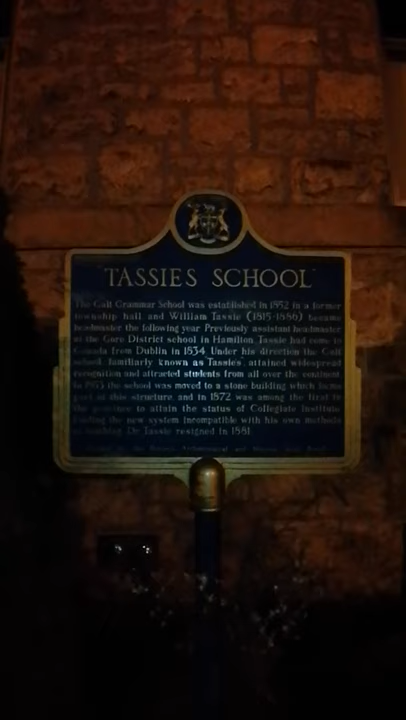 "TASSIE'S SCHOOL"
The Galt Grammar School was established in 1852 in a former
township hall and William Tassie (1815-1886) became
headmaster the following year Previously assistant headmaster
at the Gore District school in Hamilton Tassie had come to
Canada from Dublin in 1834 Under his direction the Galt
school, familiarly known as Tassie's, attained widespread
recognition and attracted students from all over the continent
In the school was moved to a stone building which forms
part of this structure and in 1872 was among the first in
the province to attain the status of Collegiate Institute
Finding the new system incompatible with his own methods
of teaching, Dr Tassie resigned in 1881